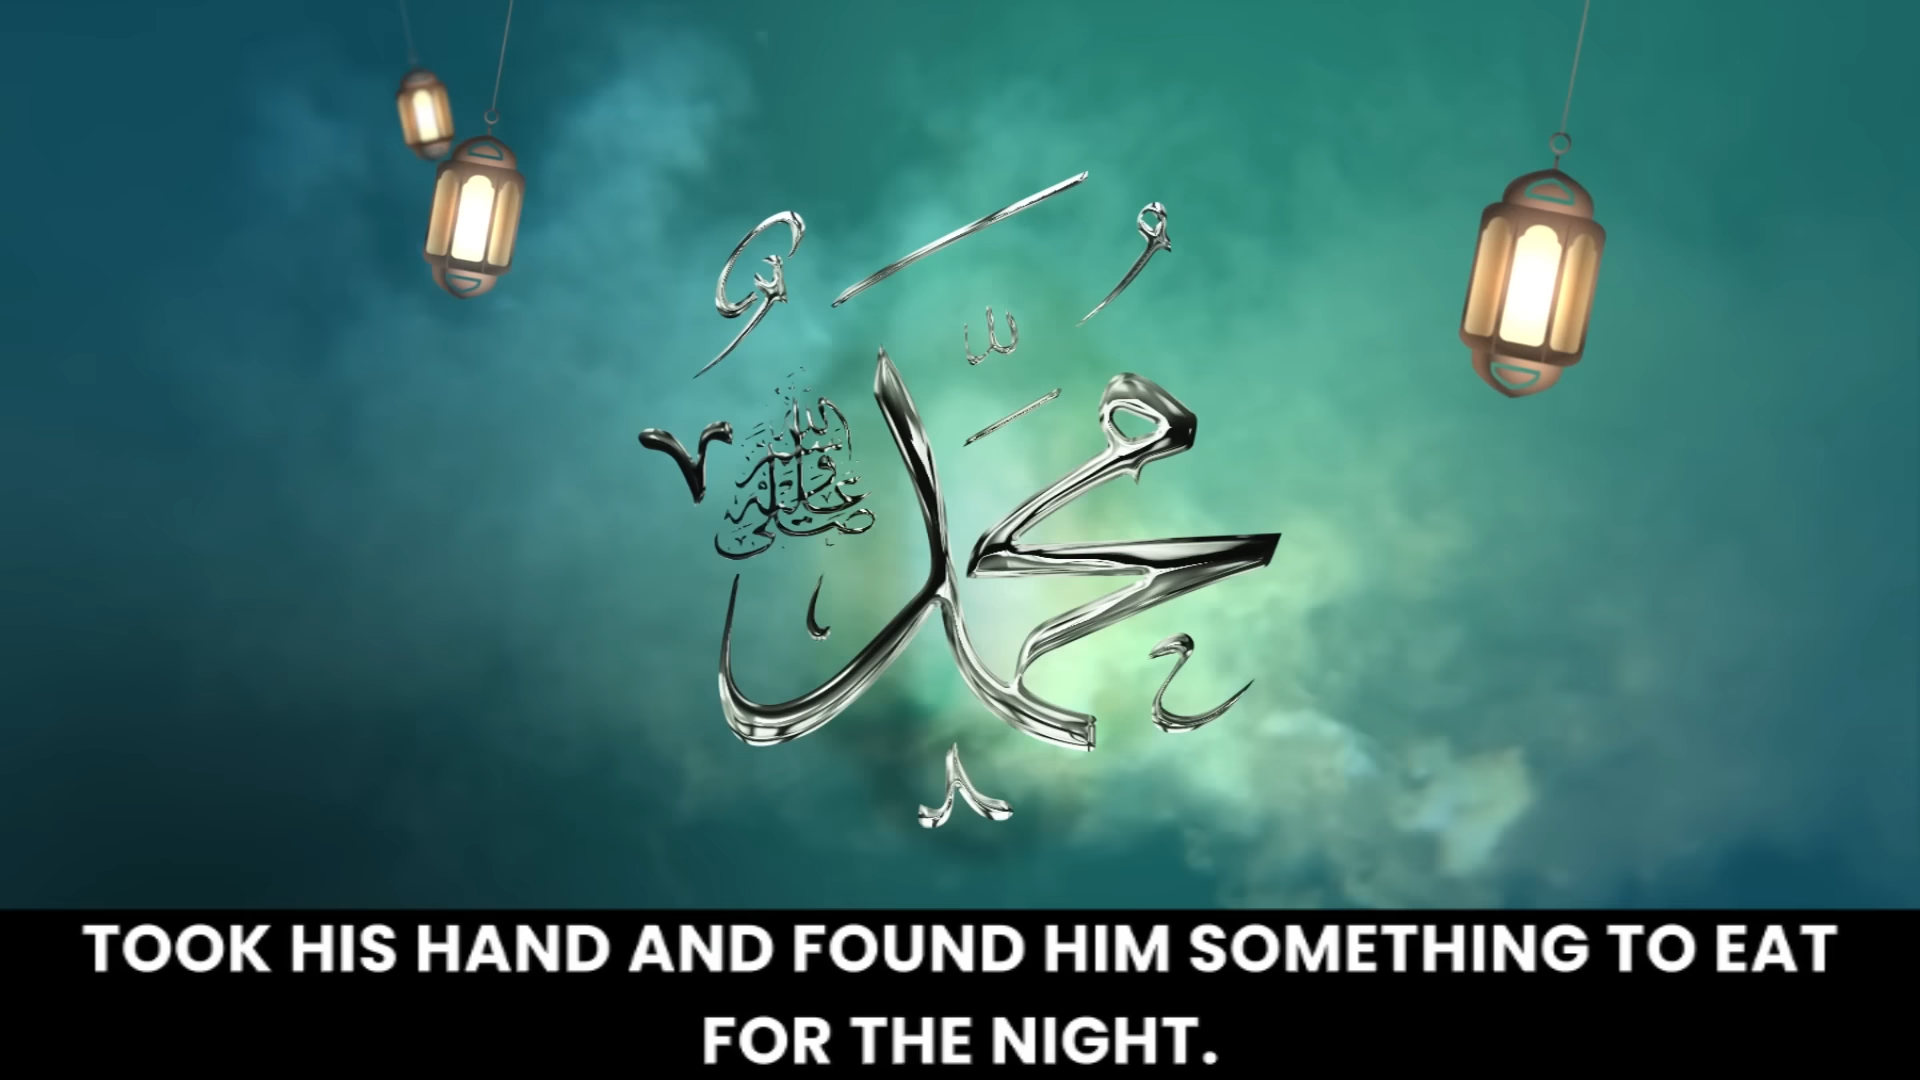 محمد
صلى الله عليه وسلم
TOOK HIS HAND AND FOUND HIM SOMETHING TO EAT
FOR THE NIGHT.